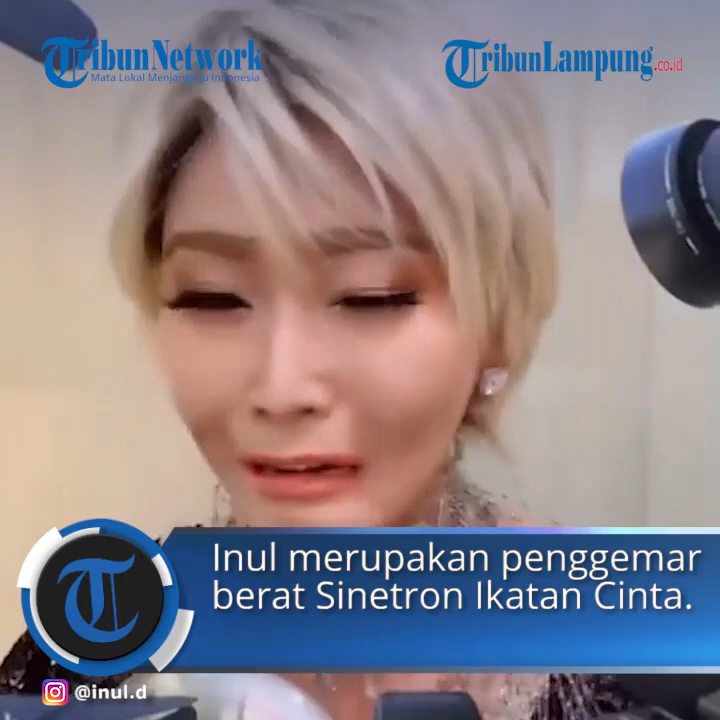 TribunNetwork
Mata Lokal Menjangkau Indonesia
TribunLampung.co.id
Inul merupakan penggemar
berat Sinetron Ikatan Cinta.
@inul.d